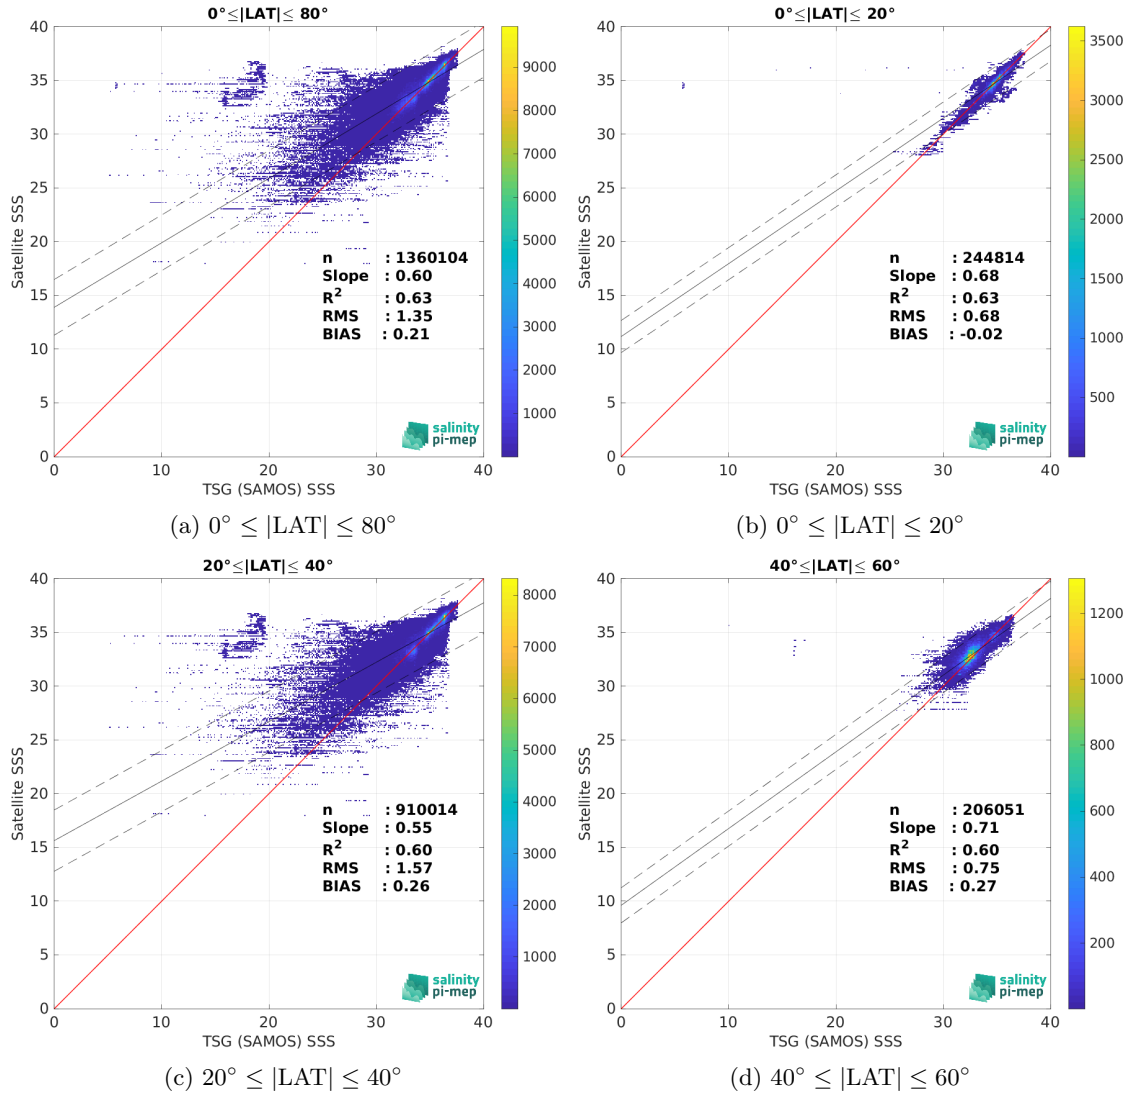 0°≤|LAT|≤ 80°
40
35
30
25
20
15
10
5
0
Satellite SSS
n : 1360104
Slope : 0.60
R² : 0.63
RMS : 1.35
BIAS : 0.21
salinity
pi-mep
0 10 20 30 40
TSG (SAMOS) SSS
9000
8000
7000
6000
5000
4000
3000
2000
1000
(a) 0° ≤ |LAT| ≤ 80°
0°≤|LAT|≤ 20°
40
35
30
25
20
15
10
5
0
Satellite SSS
n : 244814
Slope : 0.68
R² : 0.63
RMS : 0.68
BIAS : -0.02
salinity
pi-mep
0 10 20 30 40
TSG (SAMOS) SSS
3500
3000
2500
2000
1500
1000
500
(b) 0° ≤ |LAT| ≤ 20°
20°≤|LAT|≤ 40°
40
35
30
25
20
15
10
5
0
Satellite SSS
n : 910014
Slope : 0.55
R² : 0.60
RMS : 1.57
BIAS : 0.26
salinity
pi-mep
0 10 20 30 40
TSG (SAMOS) SSS
8000
7000
6000
5000
4000
3000
2000
1000
(c) 20° ≤ |LAT| ≤ 40°
40°≤|LAT|≤ 60°
40
35
30
25
20
15
10
5
0
Satellite SSS
n : 206051
Slope : 0.71
R² : 0.60
RMS : 0.75
BIAS : 0.27
salinity
pi-mep
0 10 20 30 40
TSG (SAMOS) SSS
1200
1000
800
600
400
200
(d) 40° ≤ |LAT| ≤ 60°